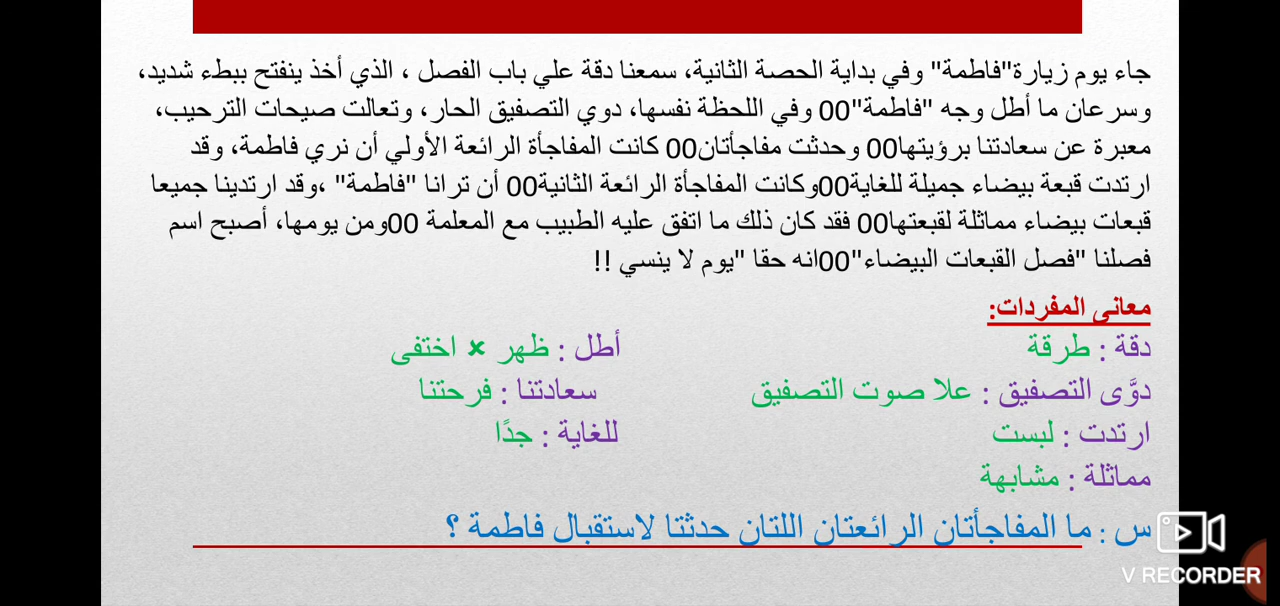 جاء يوم زيارة"فاطمة" وفي بداية الحصة الثانية، سمعنا دقة علي باب الفصل ، الذي أخذ ينفتح ببطء شديد،
وسرعان ما أطل وجه "فاطمة"00 وفي اللحظة نفسها، دوي التصفيق الحار، وتعالت صيحات الترحيب،
معبرة عن سعادتنا برؤيتها00 وحدثت مفاجأتان00 كانت المفاجأة الرائعة الأولي أن نري فاطمة، وقد
ارتدت قبعة بيضاء جميلة للغاية00وكانت المفاجأة الرائعة الثانية00 أن ترانا "فاطمة" ،وقد ارتدينا جميعا
قبعات بيضاء مماثلة لقبعتها00 فقد كان ذلك ما اتفق عليه الطبيب مع المعلمة 00ومن يومها، أصبح اسم
فصلنا "فصل القبعات البيضاء"00انه حقا "يوم لا ينسي !!
معاني المفردات:
دقة : طرقة أطل : ظهر × اختفى
دوَّى التصفيق : علا صوت التصفيق سعادتنا : فرحتنا
ارتدت : لبست للغاية : جدًا
مماثلة : مشابهة
س : ما المفاجأتان الرائعتان اللتان حدثتا لاستقبال فاطمة ؟
V RECORDER